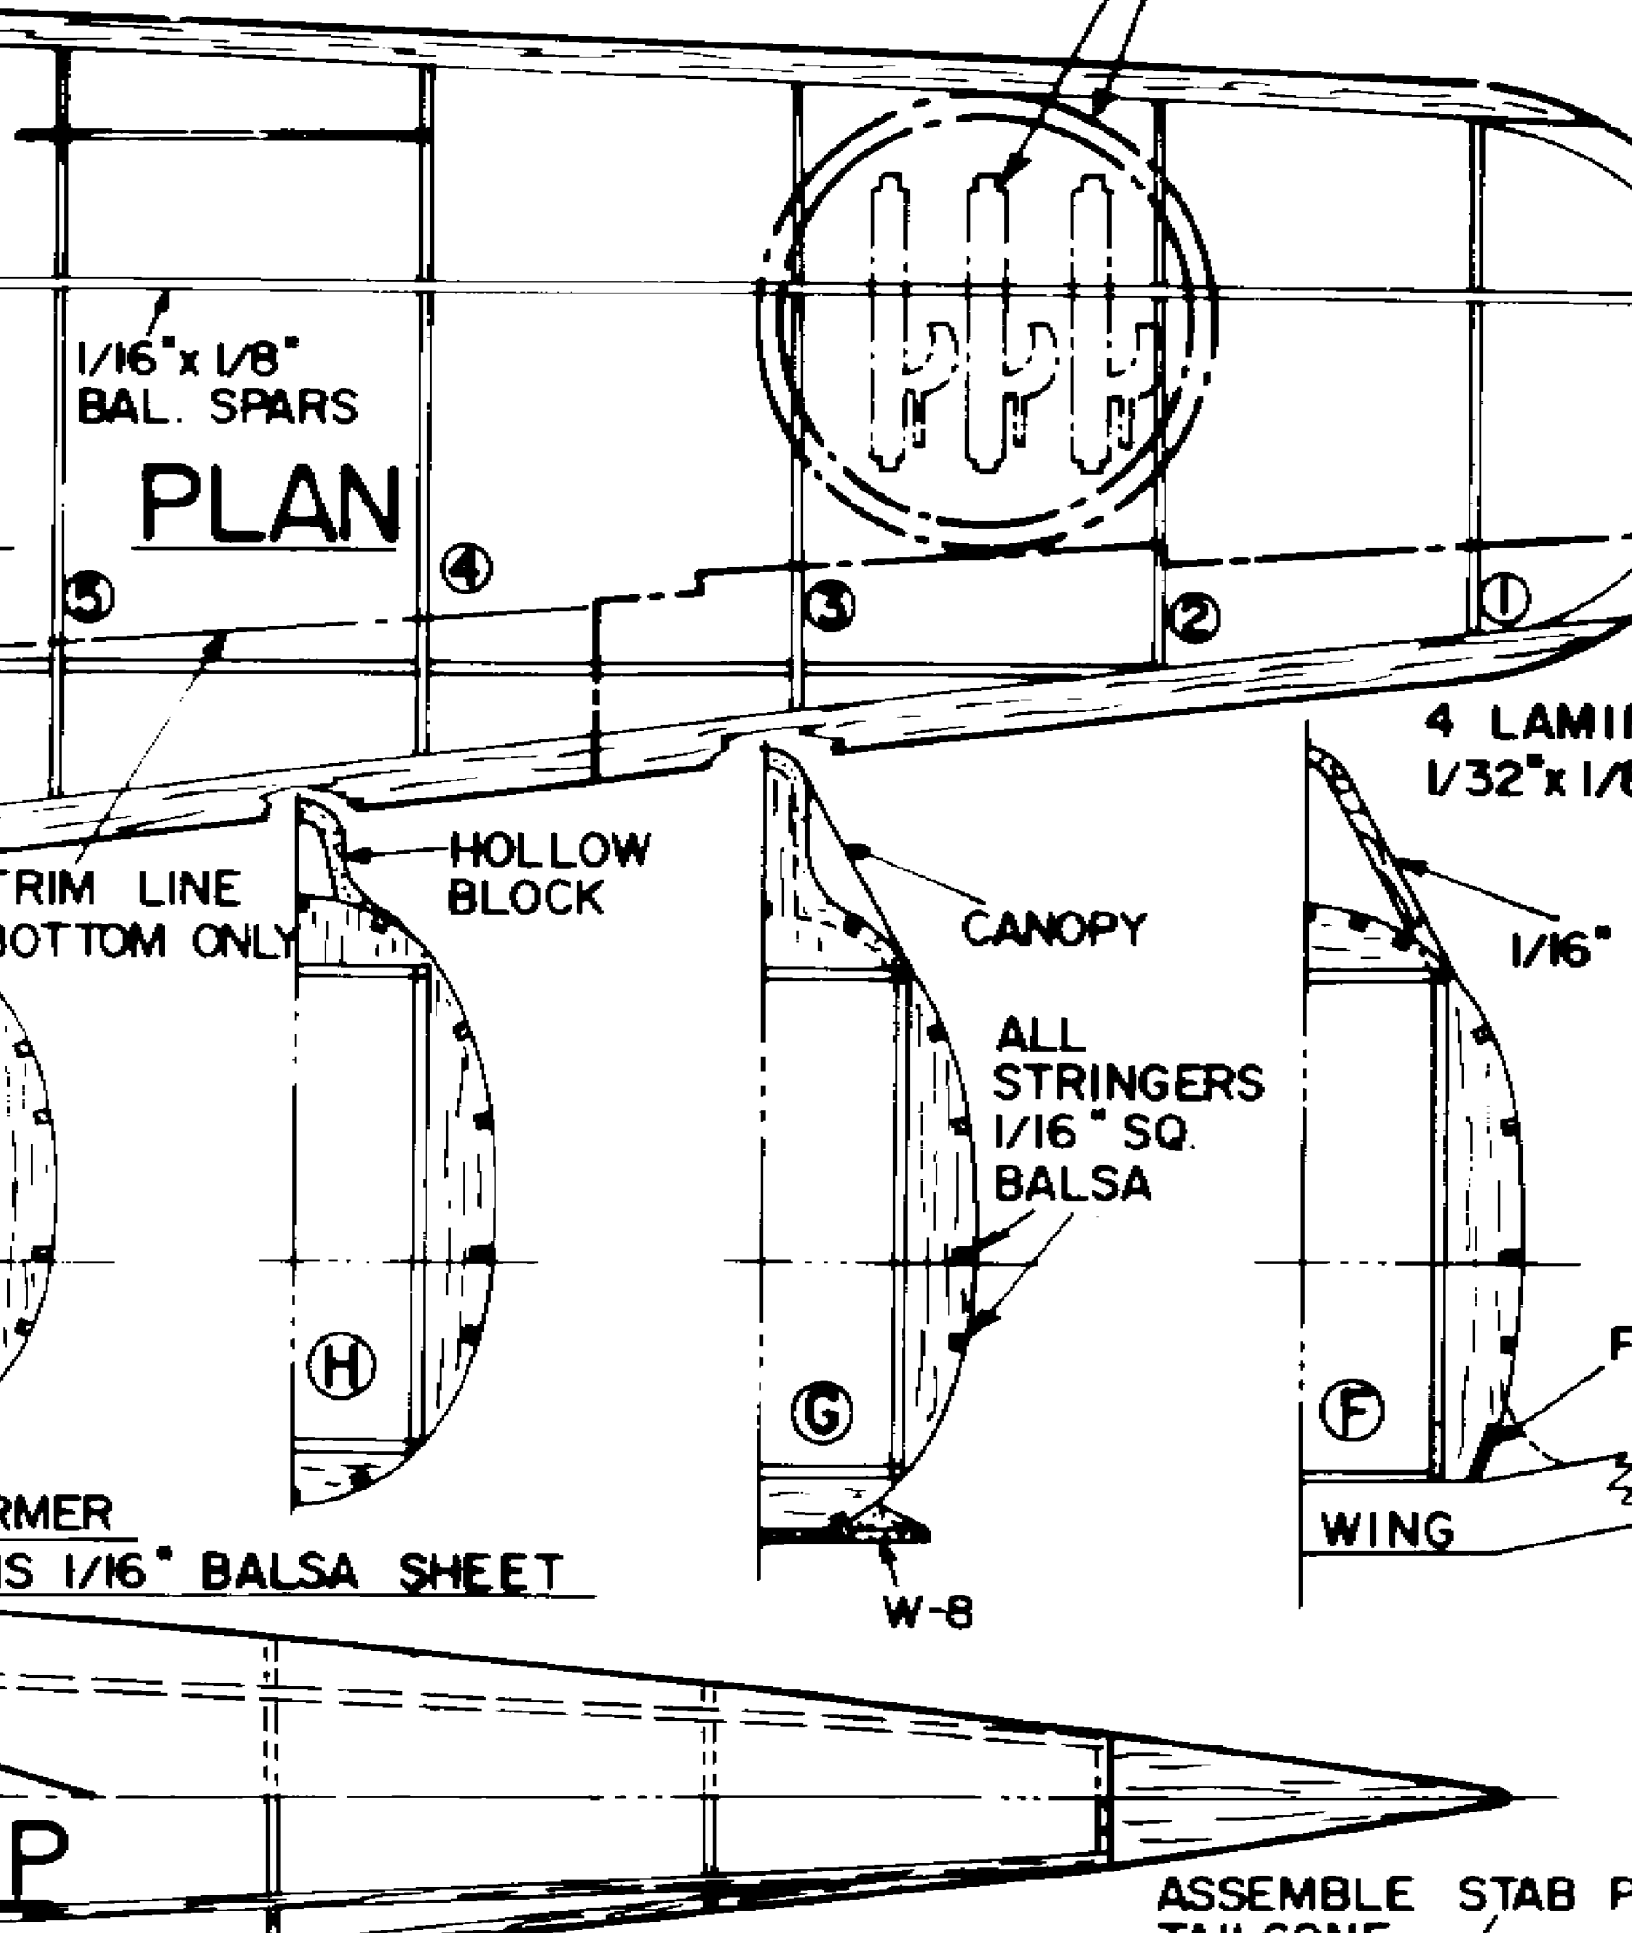 1/16"x 1/8"
BAL. SPARS
PLAN
5
4
3
2
1
4 LAMI
1/32"x 1/8
TRIM LINE
BOTTOM ONLY
HOLLOW
BLOCK
CANOPY
1/16"
ALL
STRINGERS
1/16" SQ.
BALSA
H
G
F
F
RMER
IS 1/16" BALSA SHEET
WING
W-8
P
ASSEMBLE STAB P